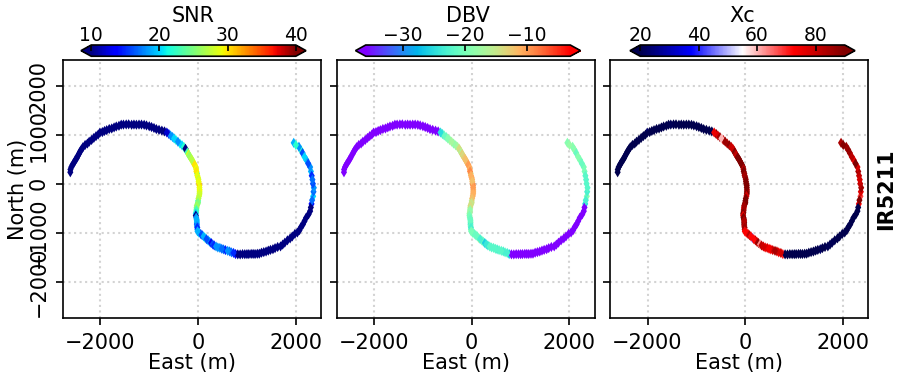 SNR DBV Xc
10 20 30 40 −30 −20 −10 20 40 60 80
North (m)
2000
1000
0
−1000
−2000
IR5211
−2000 0 2000 −2000 0 2000 −2000 0 2000
East (m) East (m) East (m)